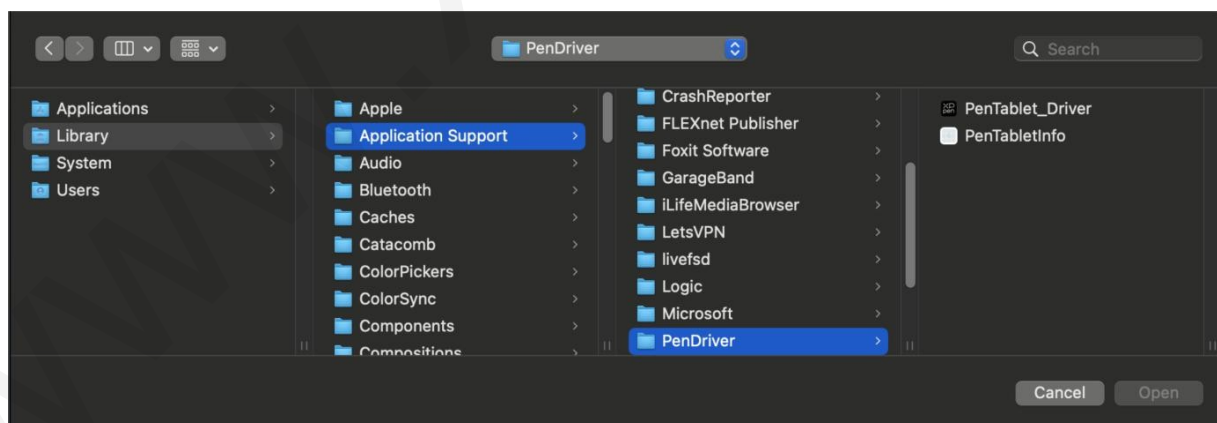 PenDriver
Search
Applications
Library
System
Users
Apple
Application Support
Audio
Bluetooth
Caches
Catacomb
ColorPickers
ColorSync
Components
Compositions
CrashReporter
FLEXnet Publisher
Foxit Software
GarageBand
iLifeMediaBrowser
LetsVPN
livefsd
Logic
Microsoft
PenDriver
PenTablet_Driver
PenTabletInfo
Cancel
Open